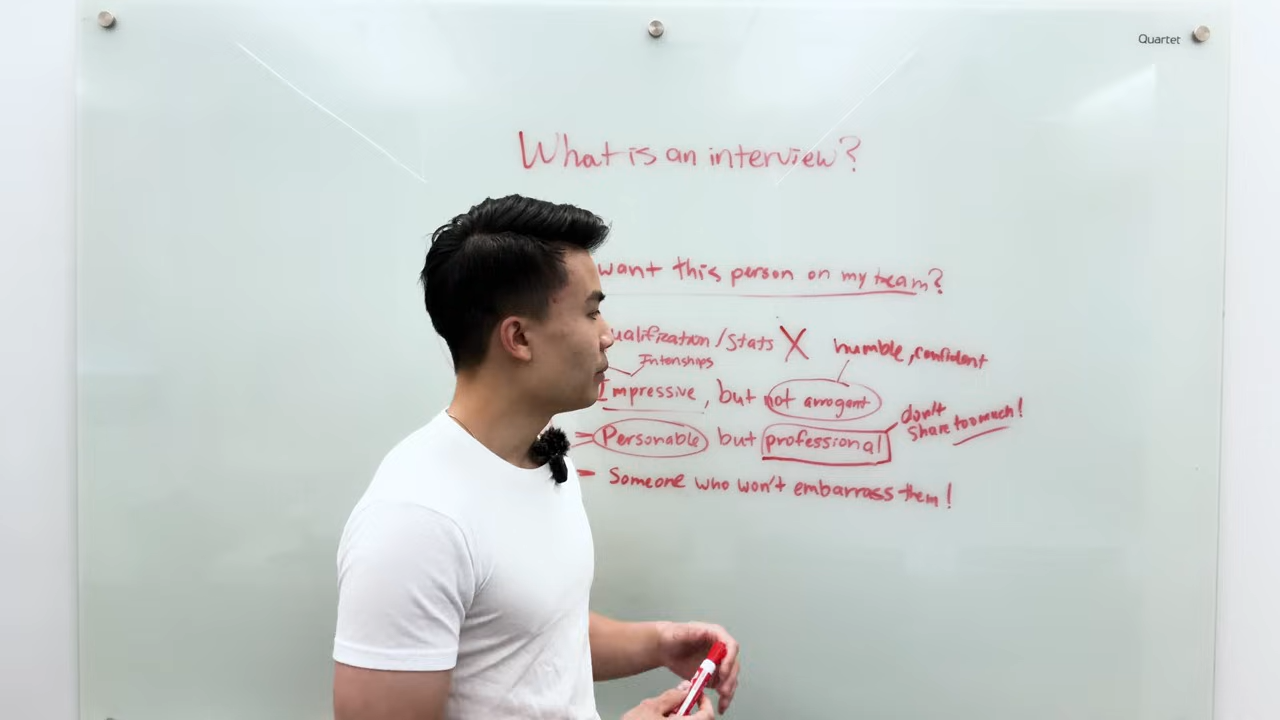 Quartet
What is an interview?
want this person on my team?
ualification/Stats X
humble, confident
Internships
Impressive, but not arrogant
don't
share too much!
Personable but professional
Someone who won't embarrass them!